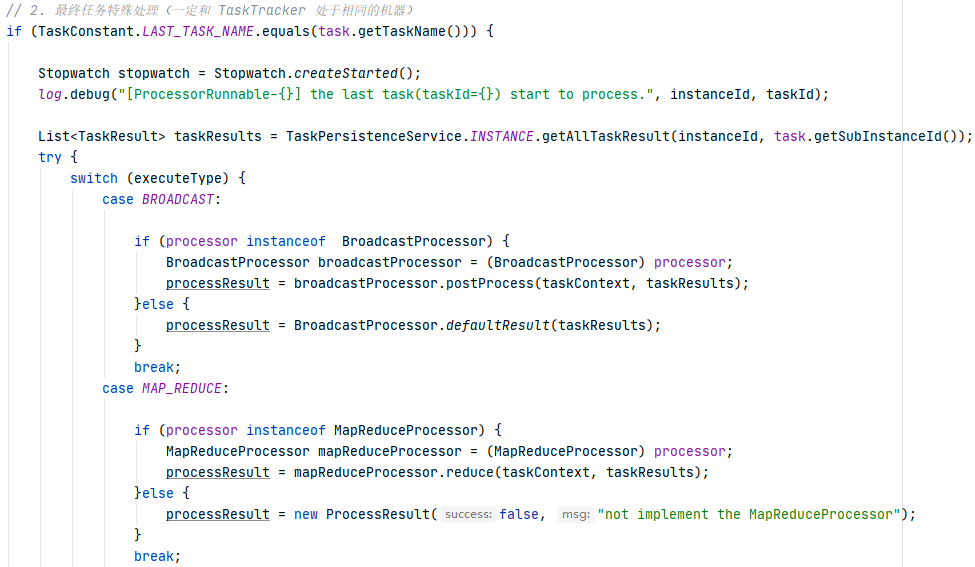 // 2. 最终任务特殊处理（一定和 TaskTracker 处于相同的机器）
if (TaskConstant.LAST_TASK_NAME.equals(task.getTaskName())) {
Stopwatch stopwatch = Stopwatch.createStarted();
log.debug("[ProcessorRunnable-{}] the last task(taskId={}) start to process.", instanceId, taskId);
List<TaskResult> taskResults = TaskPersistenceService.INSTANCE.getAllTaskResult(instanceId, task.getSubInstanceId());
try {
switch (executeType) {
case BROADCAST:
if (processor instanceof  BroadcastProcessor) {
BroadcastProcessor broadcastProcessor = (BroadcastProcessor) processor;
processResult = broadcastProcessor.postProcess(taskContext, taskResults);
}else {
processResult = BroadcastProcessor.defaultResult(taskResults);
}
break;
case MAP_REDUCE:
if (processor instanceof MapReduceProcessor) {
MapReduceProcessor mapReduceProcessor = (MapReduceProcessor) processor;
processResult = mapReduceProcessor.reduce(taskContext, taskResults);
}else {
processResult = new ProcessResult( success: false, msg: "not implement the MapReduceProcessor");
}
break;